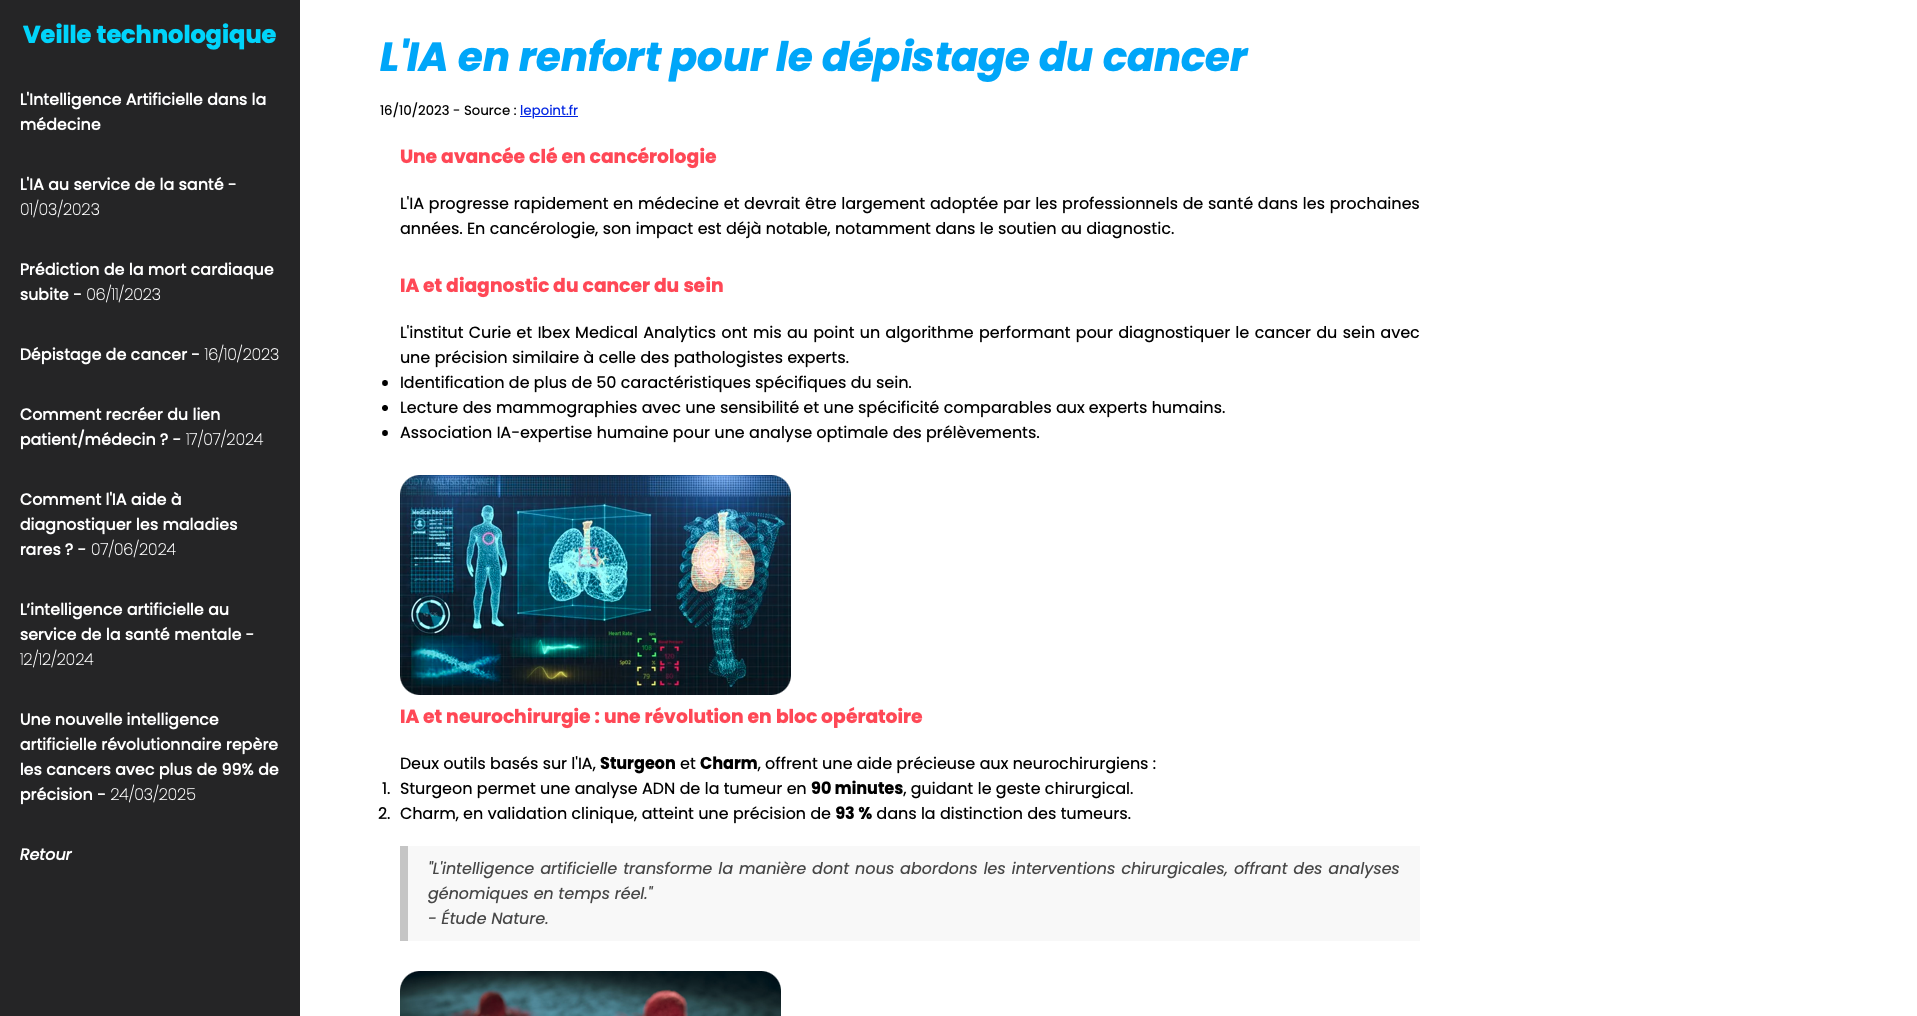 Veille technologique
L'Intelligence Artificielle dans la
médecine
L'IA au service de la santé -
01/03/2023
Prédiction de la mort cardiaque
subite - 06/11/2023
Dépistage de cancer - 16/10/2023
Comment recréer du lien
patient/médecin ? - 17/07/2024
Comment l'IA aide à
diagnostiquer les maladies
rares ? - 07/06/2024
L’intelligence artificielle au
service de la santé mentale -
12/12/2024
Une nouvelle intelligence
artificielle révolutionnaire repère
les cancers avec plus de 99% de
précision - 24/03/2025
Retour
L'IA en renfort pour le dépistage du cancer
16/10/2023 - Source : lepoint.fr
Une avancée clé en cancérologie
L'IA progresse rapidement en médecine et devrait être largement adoptée par les professionnels de santé dans les prochaines
années. En cancérologie, son impact est déjà notable, notamment dans le soutien au diagnostic.
IA et diagnostic du cancer du sein
L'institut Curie et Ibex Medical Analytics ont mis au point un algorithme performant pour diagnostiquer le cancer du sein avec
une précision similaire à celle des pathologistes experts.
• Identification de plus de 50 caractéristiques spécifiques du sein.
• Lecture des mammographies avec une sensibilité et une spécificité comparables aux experts humains.
• Association IA-expertise humaine pour une analyse optimale des prélèvements.
ANALYSIS SCANNER
Medical Records
Heart Rate
SpO2
%
79
IA et neurochirurgie : une révolution en bloc opératoire
Deux outils basés sur l'IA, Sturgeon et Charm, offrent une aide précieuse aux neurochirurgiens :
1. Sturgeon permet une analyse ADN de la tumeur en 90 minutes, guidant le geste chirurgical.
2. Charm, en validation clinique, atteint une précision de 93 % dans la distinction des tumeurs.
"L'intelligence artificielle transforme la manière dont nous abordons les interventions chirurgicales, offrant des analyses
génomiques en temps réel."
- Étude Nature.